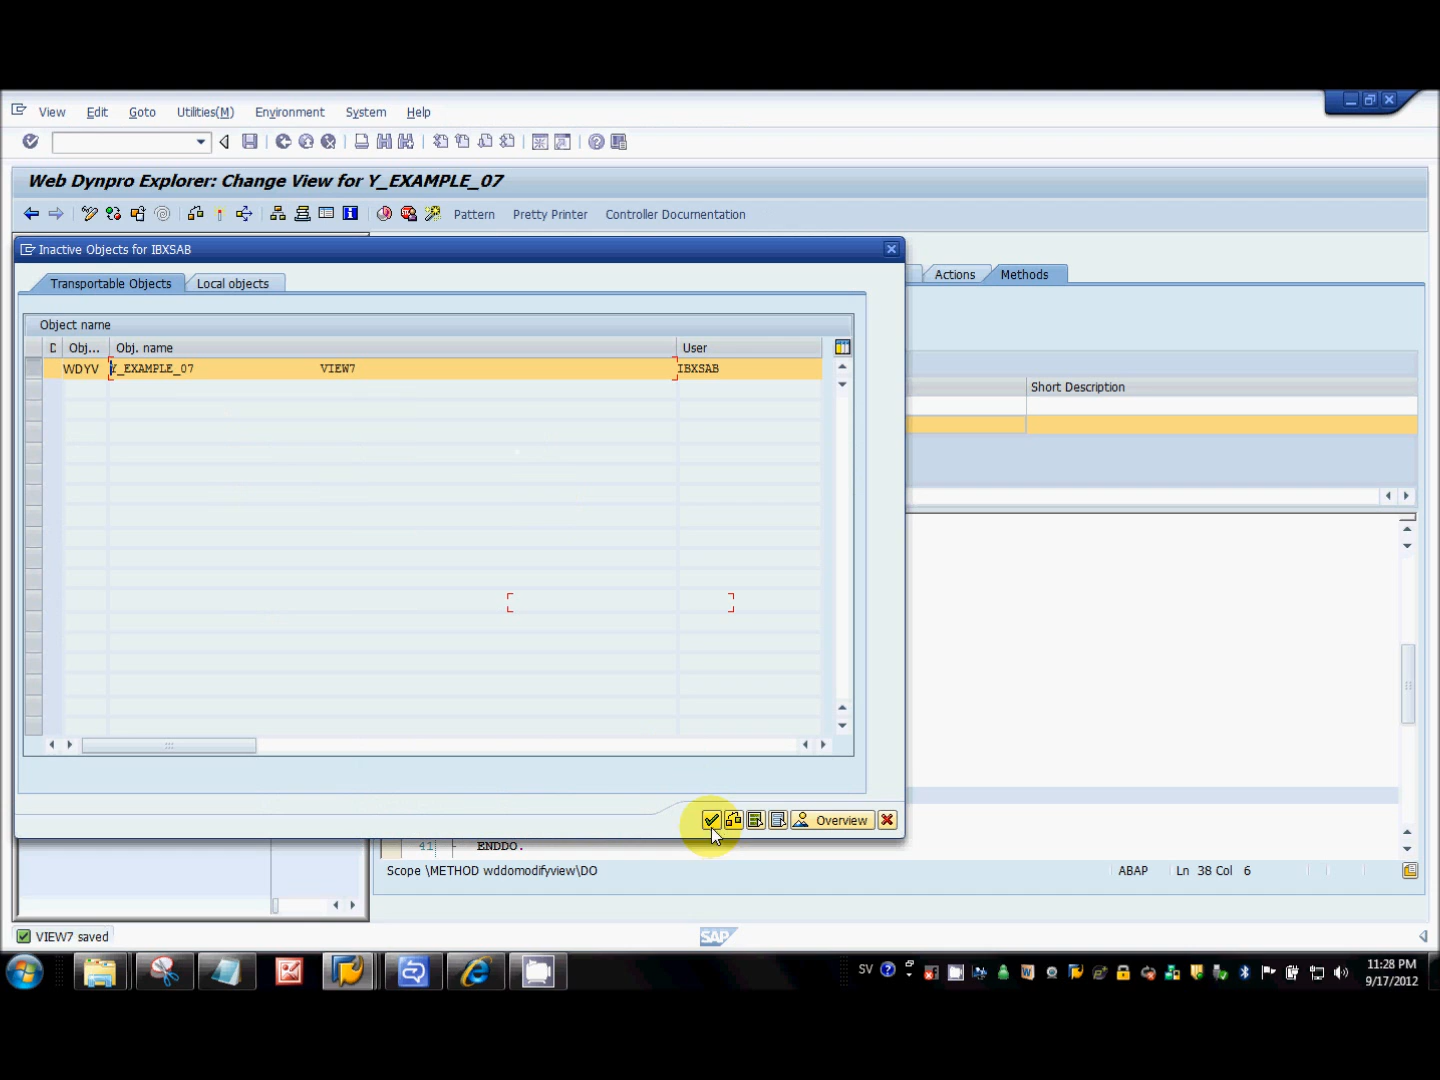 View Edit Goto Utilities(M) Environment System Help
Web Dynpro Explorer: Change View for Y_EXAMPLE_07
Pattern Pretty Printer Controller Documentation
Inactive Objects for IBXSAB
Transportable Objects Local objects
Actions Methods
Object name
D Obj... Obj. name User
WDYV Y_EXAMPLE_07 VIEW7 IBXSAB
Short Description
Overview
41 ENDDO.
Scope \METHOD wddomodifyview\DO ABAP Ln 38 Col 6
VIEW7 saved
SAP
SV
11:28 PM
9/17/2012